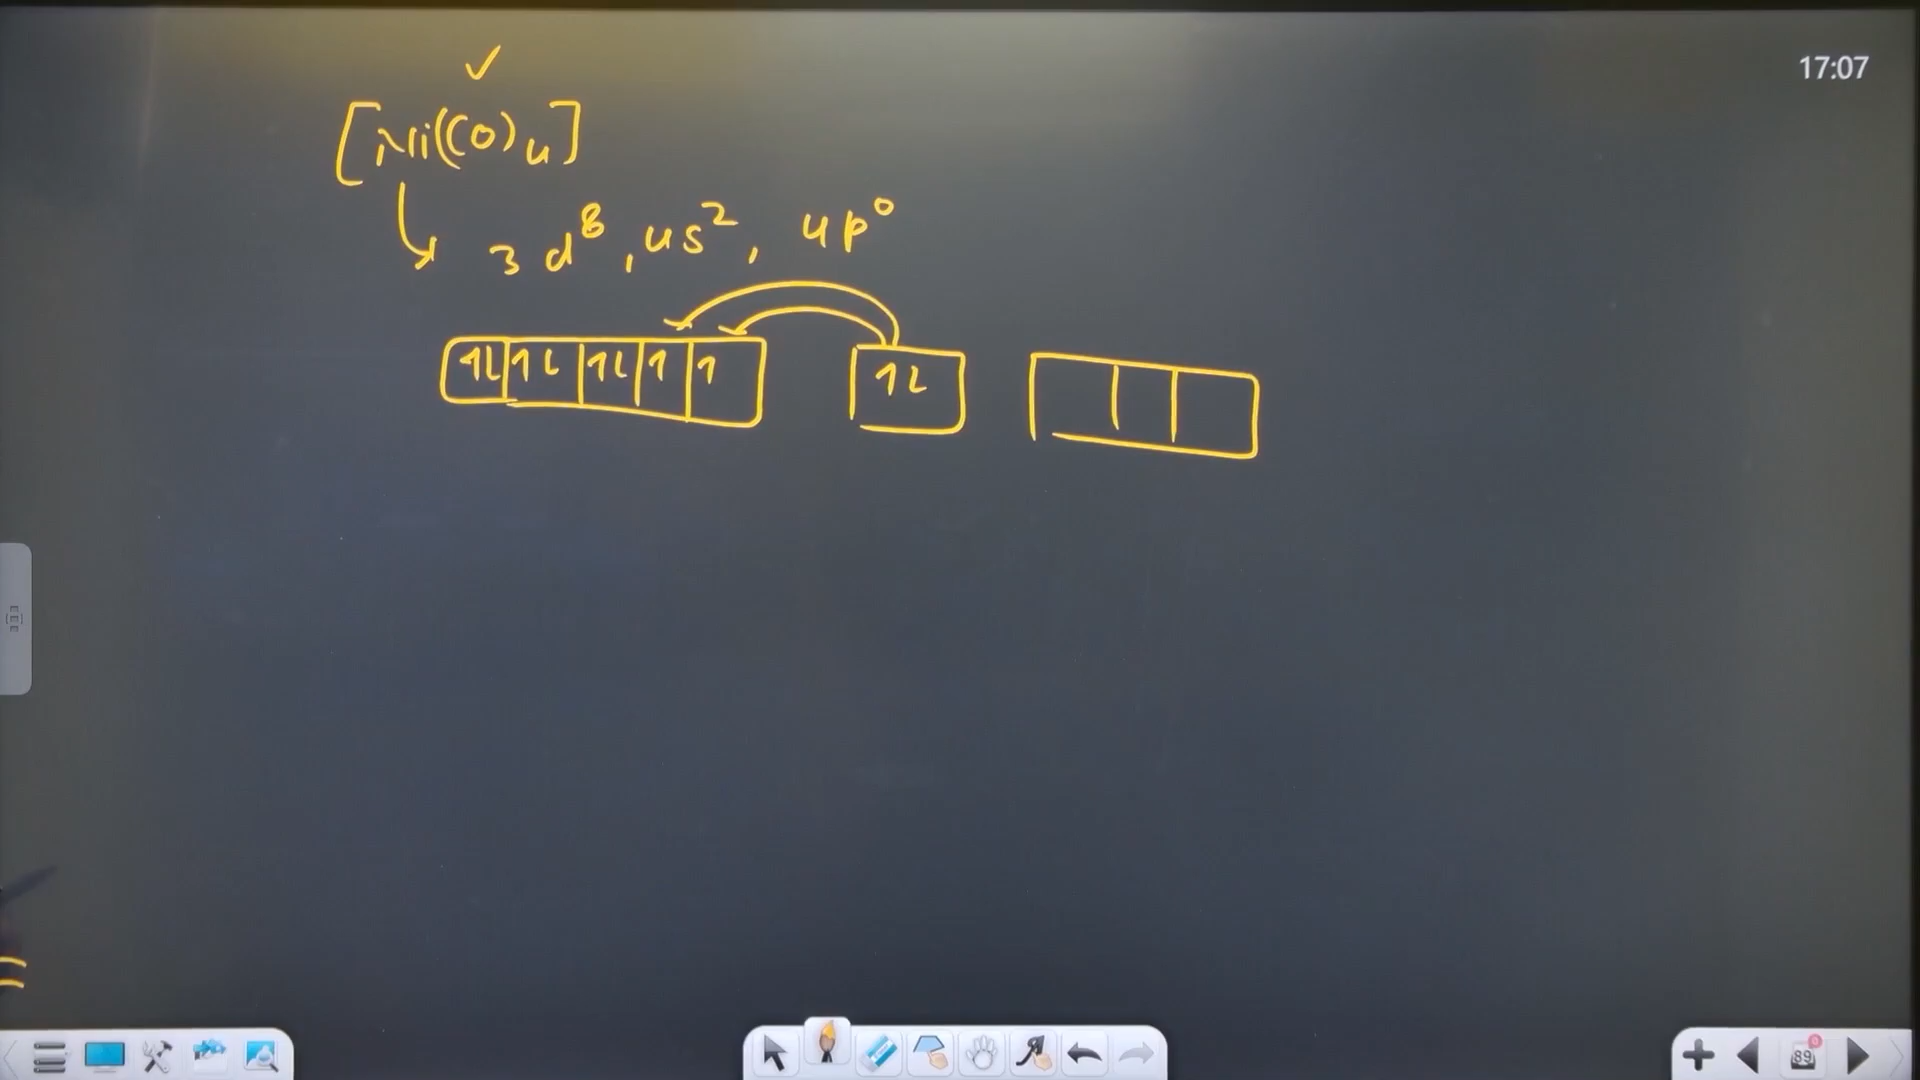 17:07
[Ni(CO)4]
3d⁸, 4s², 4p⁰
1L 1L 1L 1 1 1L
89